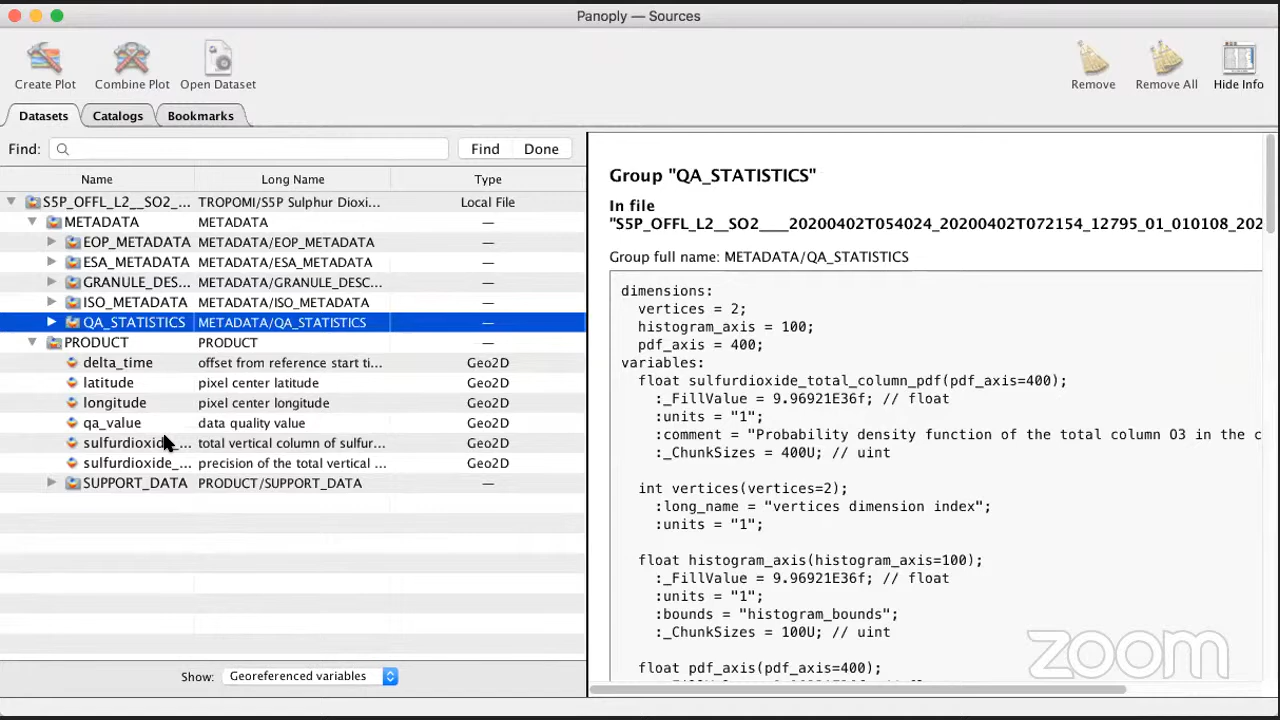 Panoply — Sources
Create Plot Combine Plot Open Dataset Remove Remove All Hide Info
Datasets Catalogs Bookmarks
Find: Find Done
Name Long Name Type
S5P_OFFL_L2__SO2_... TROPOMI/S5P Sulphur Dioxi... Local File
METADATA METADATA —
EOP_METADATA METADATA/EOP_METADATA —
ESA_METADATA METADATA/ESA_METADATA —
GRANULE_DES... METADATA/GRANULE_DESC... —
ISO_METADATA METADATA/ISO_METADATA —
QA_STATISTICS METADATA/QA_STATISTICS —
PRODUCT PRODUCT —
delta_time offset from reference start ti... Geo2D
latitude pixel center latitude Geo2D
longitude pixel center longitude Geo2D
qa_value data quality value Geo2D
sulfurdioxide_... total vertical column of sulfur... Geo2D
sulfurdioxide_... precision of the total vertical ... Geo2D
SUPPORT_DATA PRODUCT/SUPPORT_DATA —
Show: Georeferenced variables
Group "QA_STATISTICS"
In file
"S5P_OFFL_L2__SO2____20200402T054024_20200402T072154_12795_01_010108_202
Group full name: METADATA/QA_STATISTICS
dimensions:
vertices = 2;
histogram_axis = 100;
pdf_axis = 400;
variables:
float sulfurdioxide_total_column_pdf(pdf_axis=400);
:_FillValue = 9.96921E36f; // float
:units = "1";
:comment = "Probability density function of the total column O3 in the c
:_ChunkSizes = 400U; // uint
int vertices(vertices=2);
:long_name = "vertices dimension index";
:units = "1";
float histogram_axis(histogram_axis=100);
:_FillValue = 9.96921E36f; // float
:units = "1";
:bounds = "histogram_bounds";
:_ChunkSizes = 100U; // uint
float pdf_axis(pdf_axis=400);
zoom